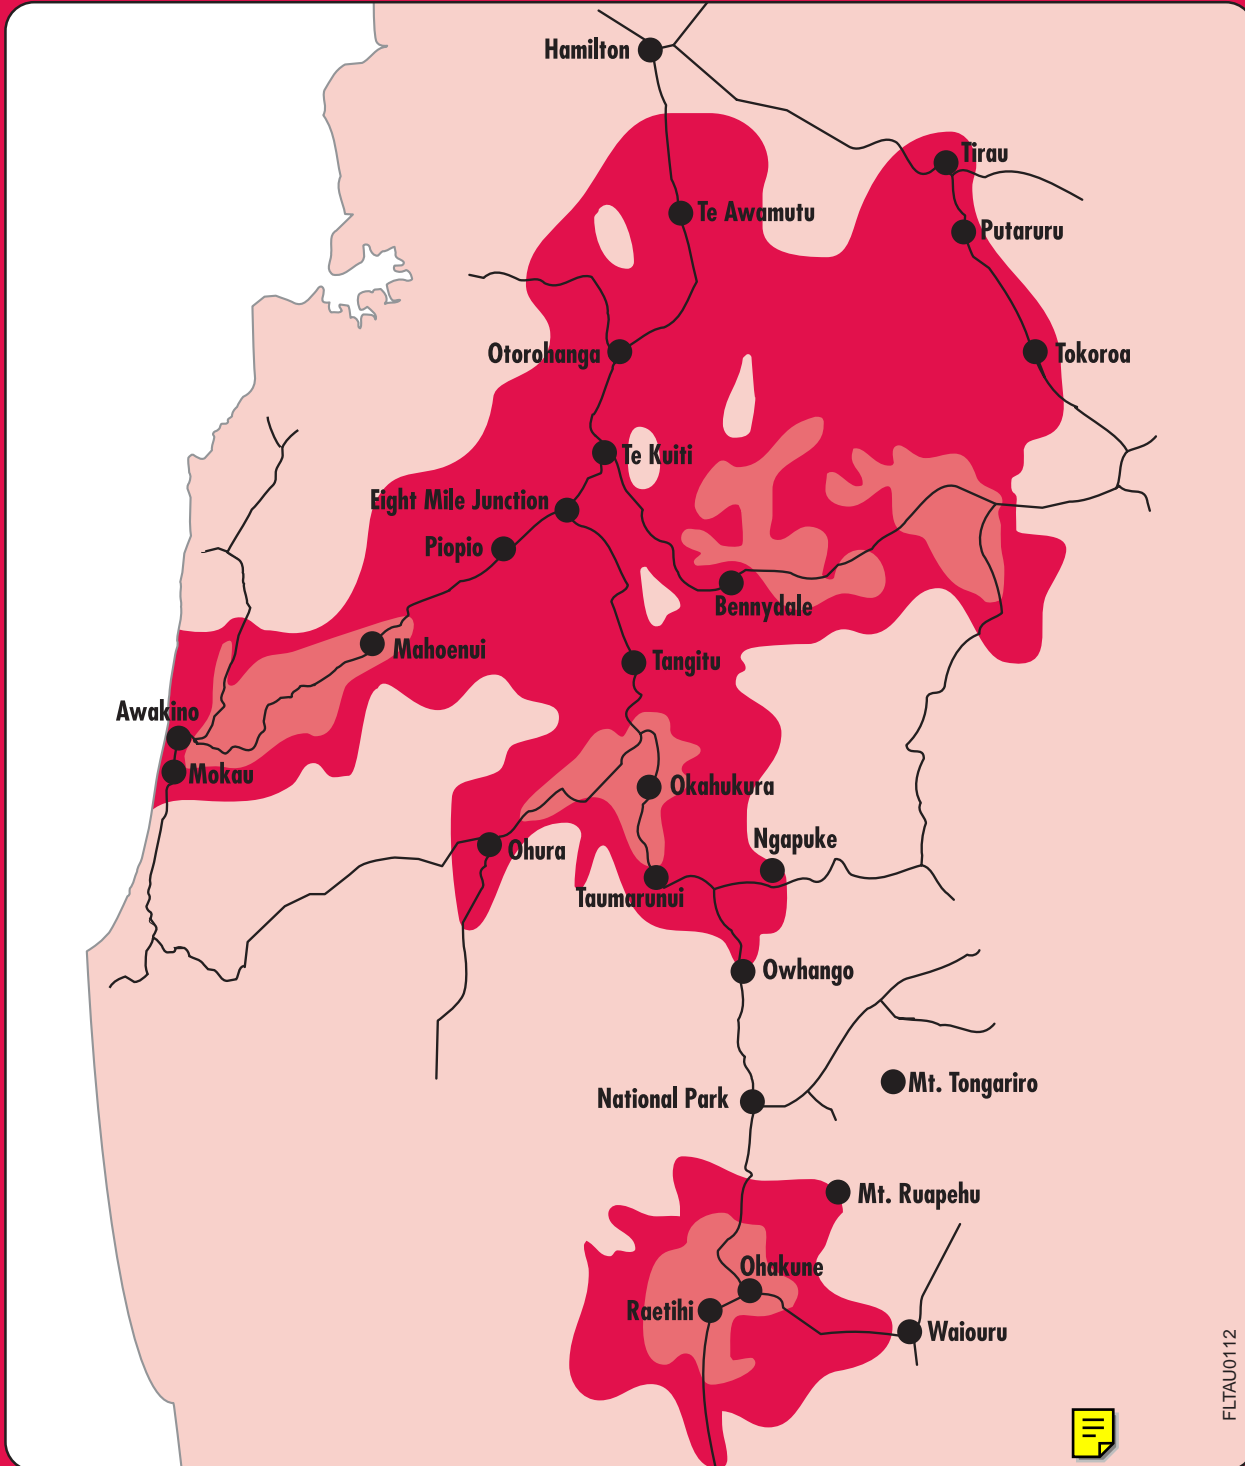 Hamilton
Tirau
Te Awamutu
Putaruru
Otorohanga
Tokoroa
Te Kuiti
Eight Mile Junction
Piopio
Bennydale
Mahoenui
Tangitu
Awakino
Mokau
Okahukura
Ngapuke
Ohura
Taumarunui
Owhango
Mt. Tongariro
National Park
Mt. Ruapehu
Ohakune
Raetihi
Waiouru
FLTAU0112